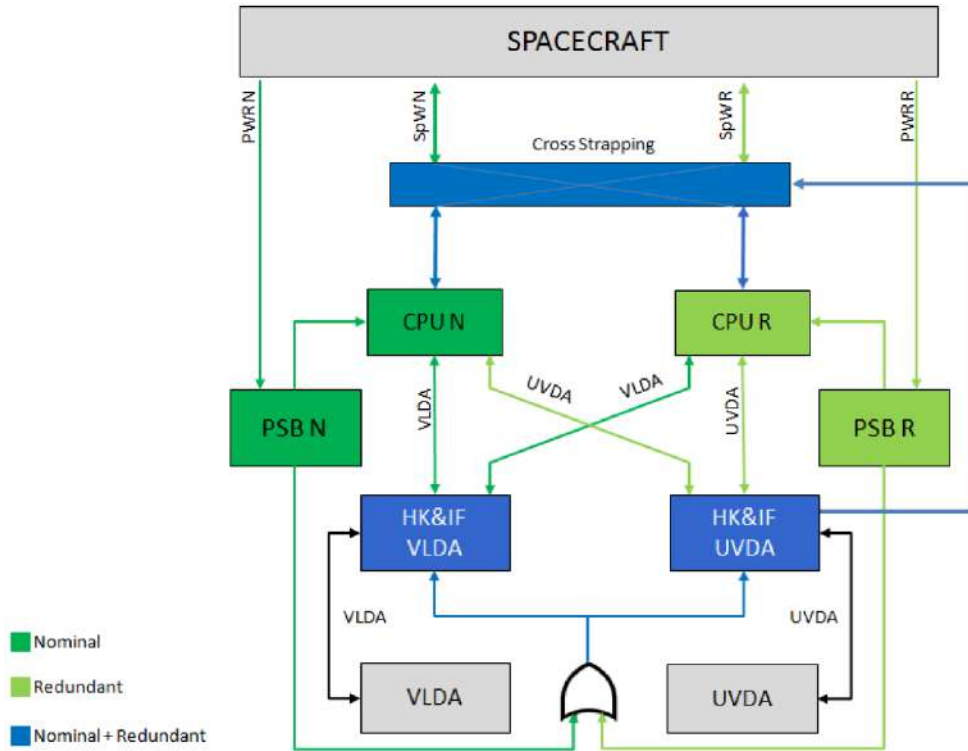 SPACECRAFT
PWR N
SpW N
SpW R
PWR R
Cross Strapping
CPU N
CPU R
VLDA
UVDA
VLDA
UVDA
PSB N
PSB R
HK&IF
VLDA
HK&IF
UVDA
VLDA
UVDA
VLDA
UVDA
Nominal
Redundant
Nominal + Redundant